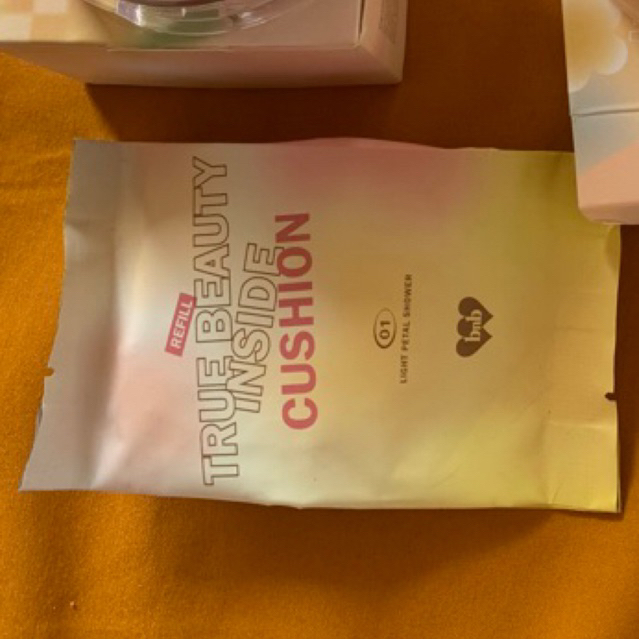 REFILL
TRUE BEAUTY
INSIDE
CUSHION
01
LIGHT PETAL SHOWER
bnb